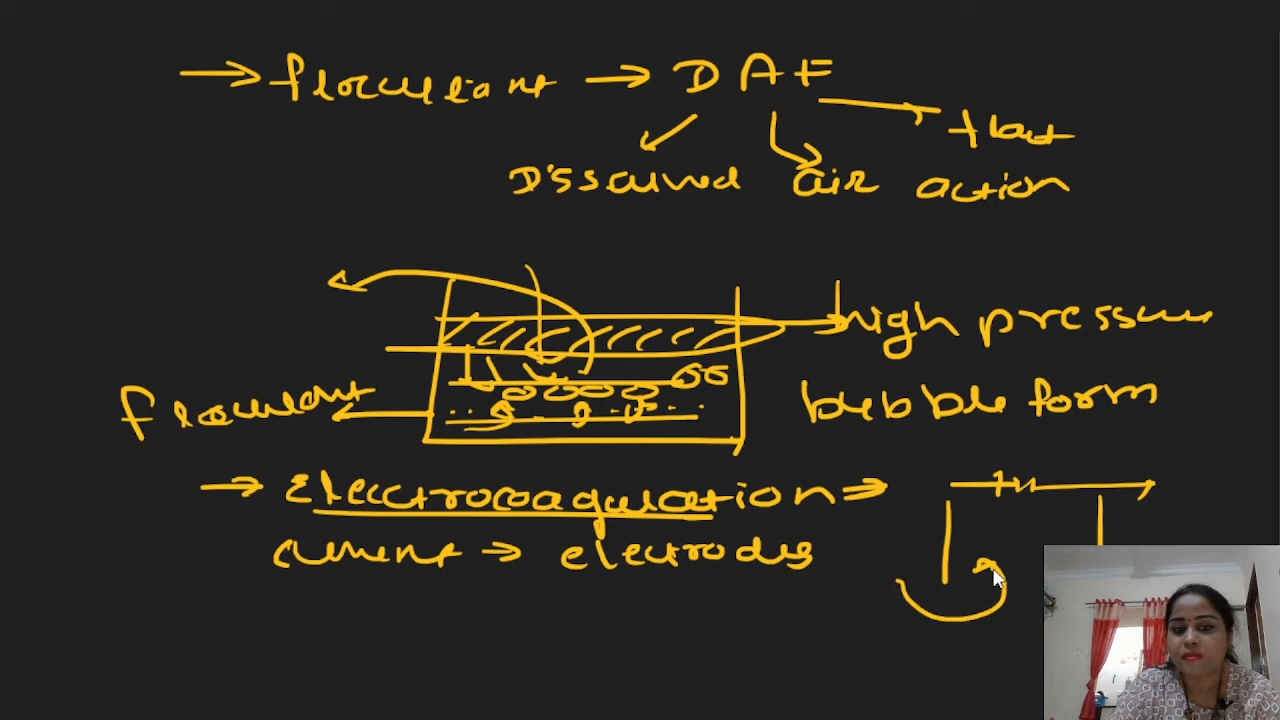 → flocculant → DAF
float
Dissolved air action
high pressure
flocculant
bubble form
→ Electrocoagulation ⇒
current → electrodes